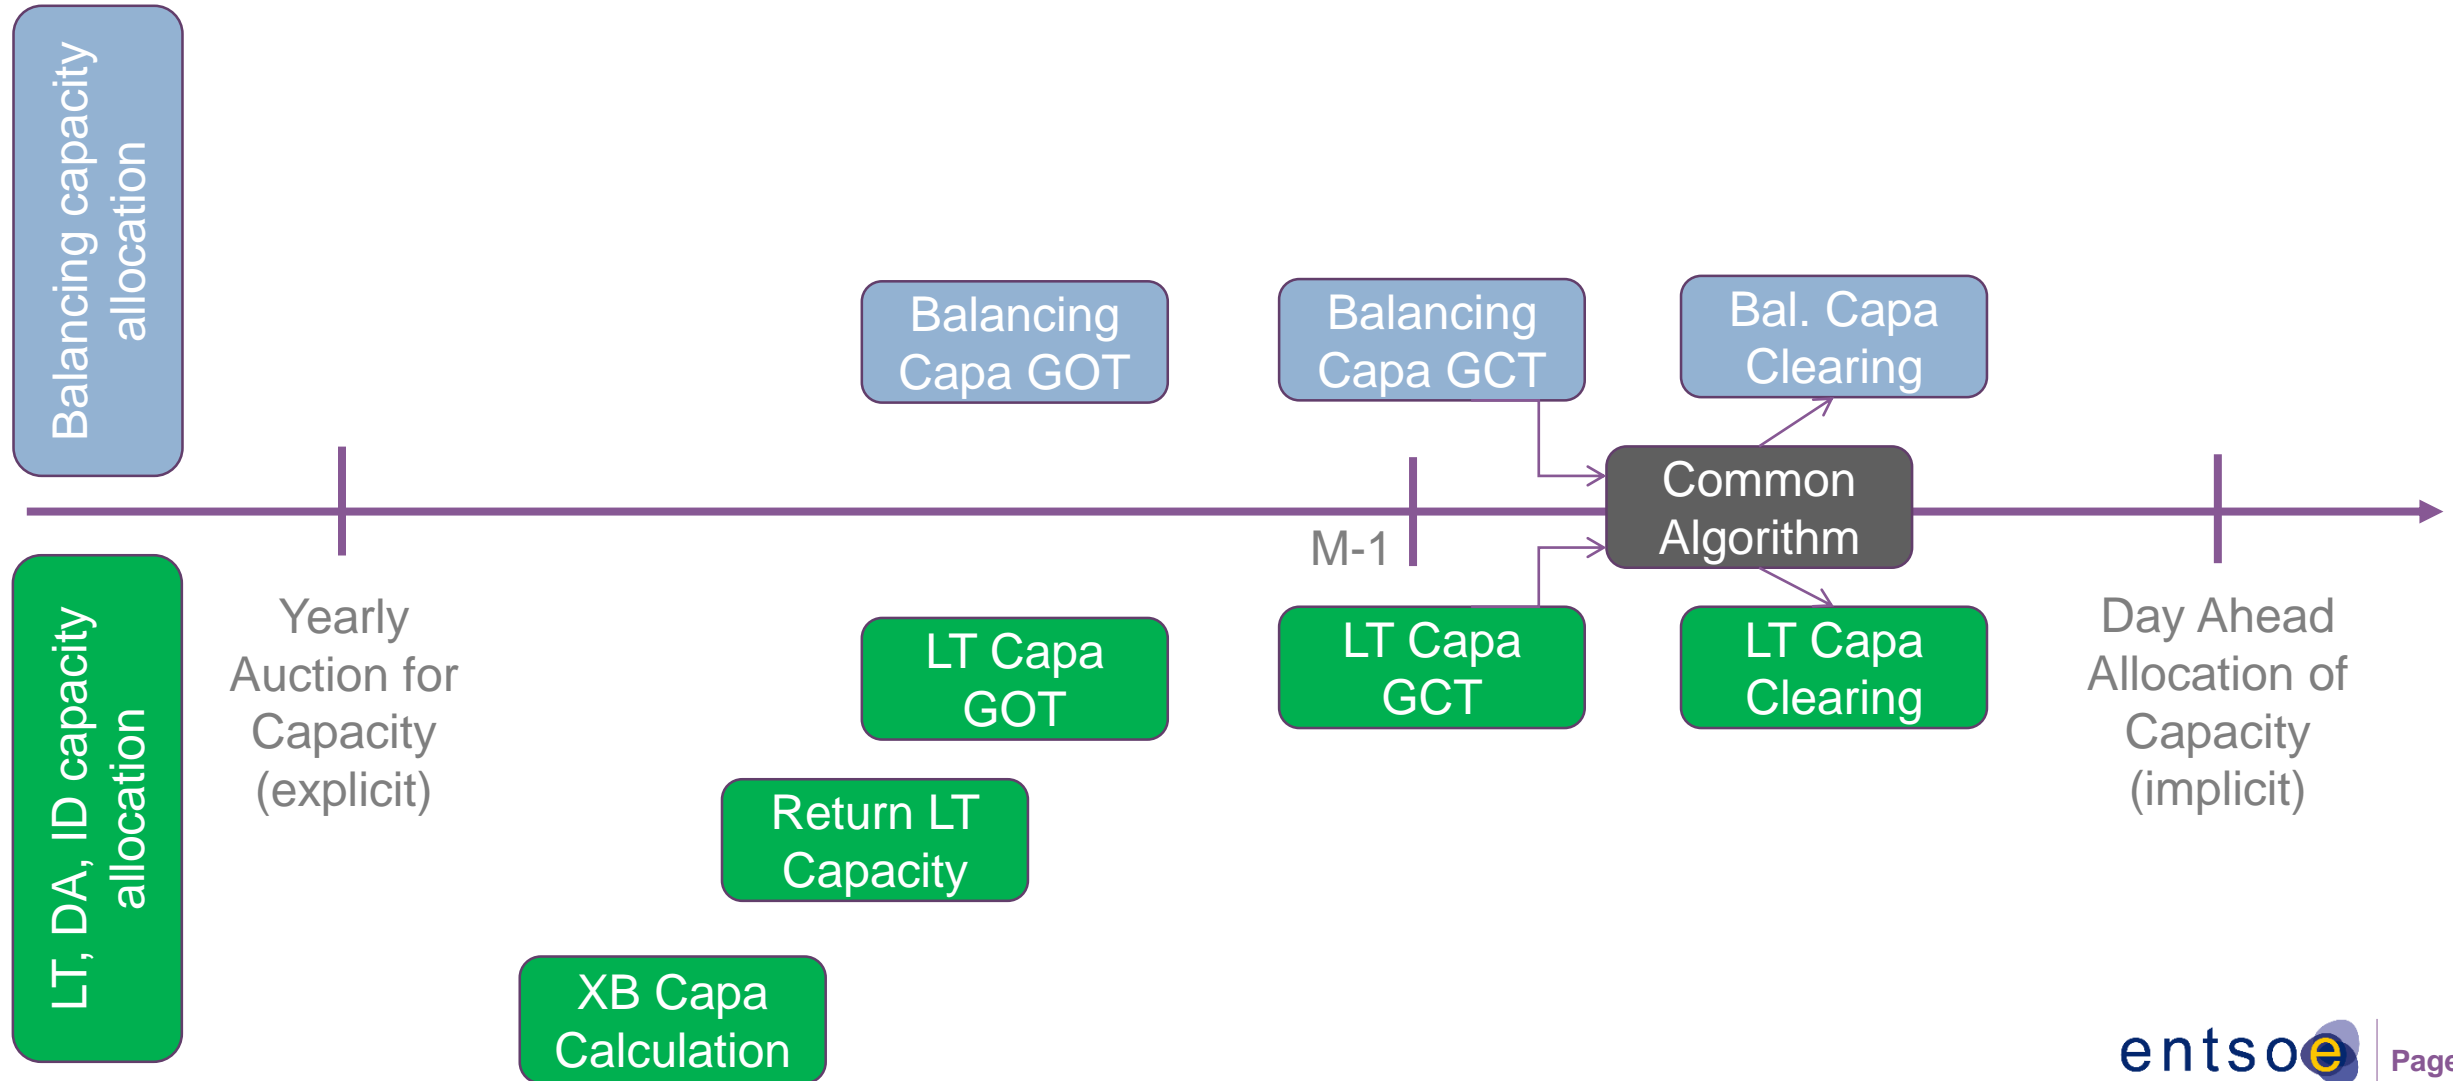 Balancing capacity
allocation
Balancing
Capa GOT
Balancing
Capa GCT
Bal. Capa
Clearing
Common
Algorithm
M-1
LT, DA, ID capacity
allocation
Yearly
Auction for
Capacity
(explicit)
LT Capa
GOT
LT Capa
GCT
LT Capa
Clearing
Day Ahead
Allocation of
Capacity
(implicit)
Return LT
Capacity
XB Capa
Calculation
entsoe
Page